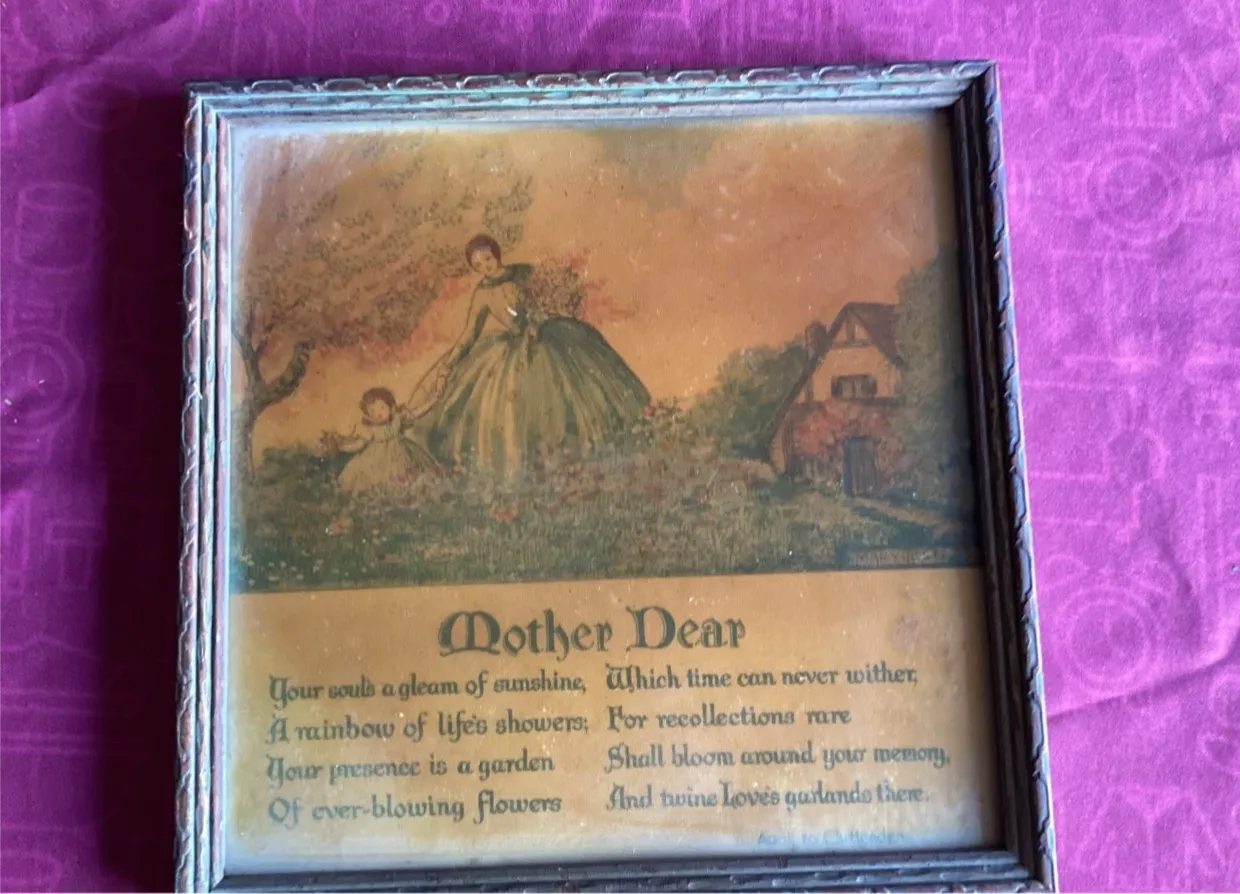 Mother Dear
Your soul's a gleam of sunshine,
A rainbow of life's showers;
Your presence is a garden
Of ever-blowing flowers
Which time can never wither,
For recollections rare
Shall bloom around your memory,
And twine Love's garlands there.